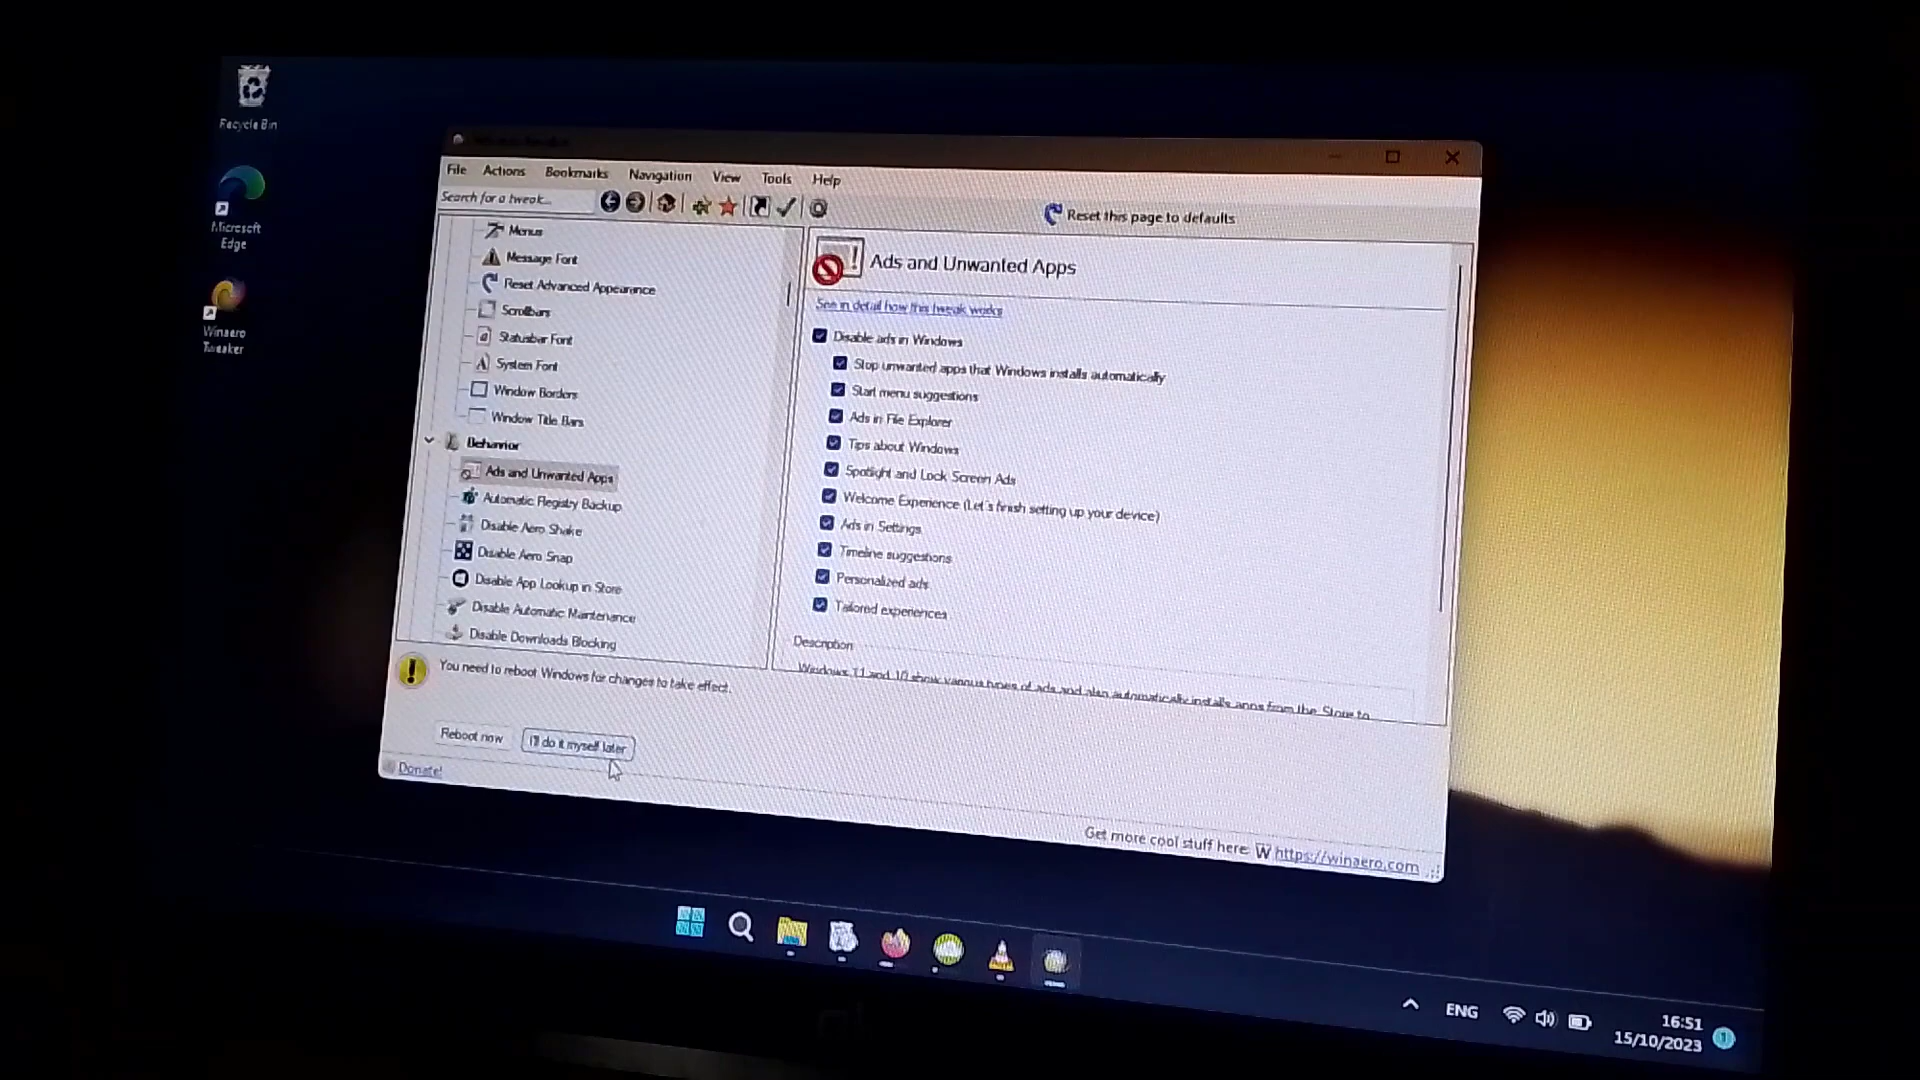 Recycle Bin
Microsoft
Edge
Winaero
Tweaker
File Actions Bookmarks Navigation View Tools Help
Search for a tweak...
Reset this page to defaults
Menus
Message Font
Reset Advanced Appearance
Scrollbars
Statusbar Font
System Font
Window Borders
Window Title Bars
Behavior
Ads and Unwanted Apps
Automatic Registry Backup
Disable Aero Shake
Disable Aero Snap
Disable App Lookup in Store
Disable Automatic Maintenance
Disable Downloads Blocking
Ads and Unwanted Apps
See in detail how this tweak works
Disable ads in Windows
Stop unwanted apps that Windows installs automatically
Start menu suggestions
Ads in File Explorer
Tips about Windows
Spotlight and Lock Screen Ads
Welcome Experience (Let's finish setting up your device)
Ads in Settings
Timeline suggestions
Personalized ads
Tailored experiences
Description
Windows 11 and 10 show various types of ads and also automatically installs apps from the Store to
You need to reboot Windows for changes to take effect.
Reboot now
I'll do it myself later
Donate!
Get more cool stuff here: W https://winaero.com
ENG
16:51
15/10/2023
1